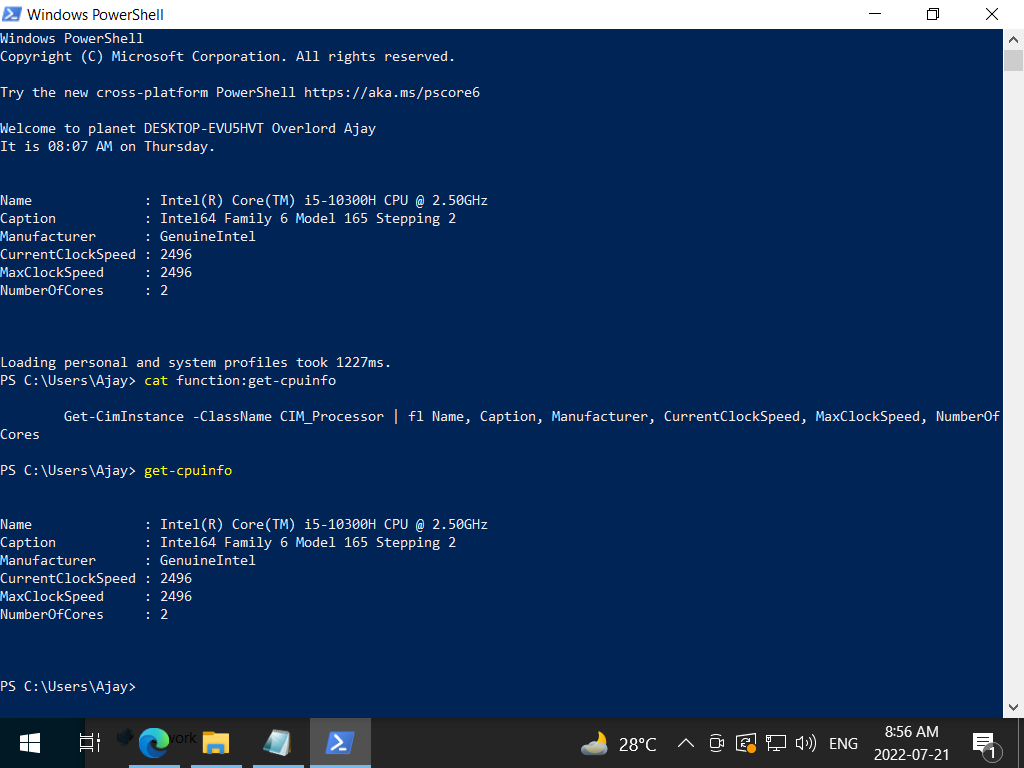 Windows PowerShell
Windows PowerShell
Copyright (C) Microsoft Corporation. All rights reserved.
Try the new cross-platform PowerShell https://aka.ms/pscore6
Welcome to planet DESKTOP-EVU5HVT Overlord Ajay
It is 08:07 AM on Thursday.
Name : Intel(R) Core(TM) i5-10300H CPU @ 2.50GHz
Caption : Intel64 Family 6 Model 165 Stepping 2
Manufacturer : GenuineIntel
CurrentClockSpeed : 2496
MaxClockSpeed : 2496
NumberOfCores : 2
Loading personal and system profiles took 1227ms.
PS C:\Users\Ajay> cat function:get-cpuinfo
Get-CimInstance -ClassName CIM_Processor | fl Name, Caption, Manufacturer, CurrentClockSpeed, MaxClockSpeed, NumberOf
Cores
PS C:\Users\Ajay> get-cpuinfo
Name : Intel(R) Core(TM) i5-10300H CPU @ 2.50GHz
Caption : Intel64 Family 6 Model 165 Stepping 2
Manufacturer : GenuineIntel
CurrentClockSpeed : 2496
MaxClockSpeed : 2496
NumberOfCores : 2
PS C:\Users\Ajay>
28°C
ENG
8:56 AM
2022-07-21
1